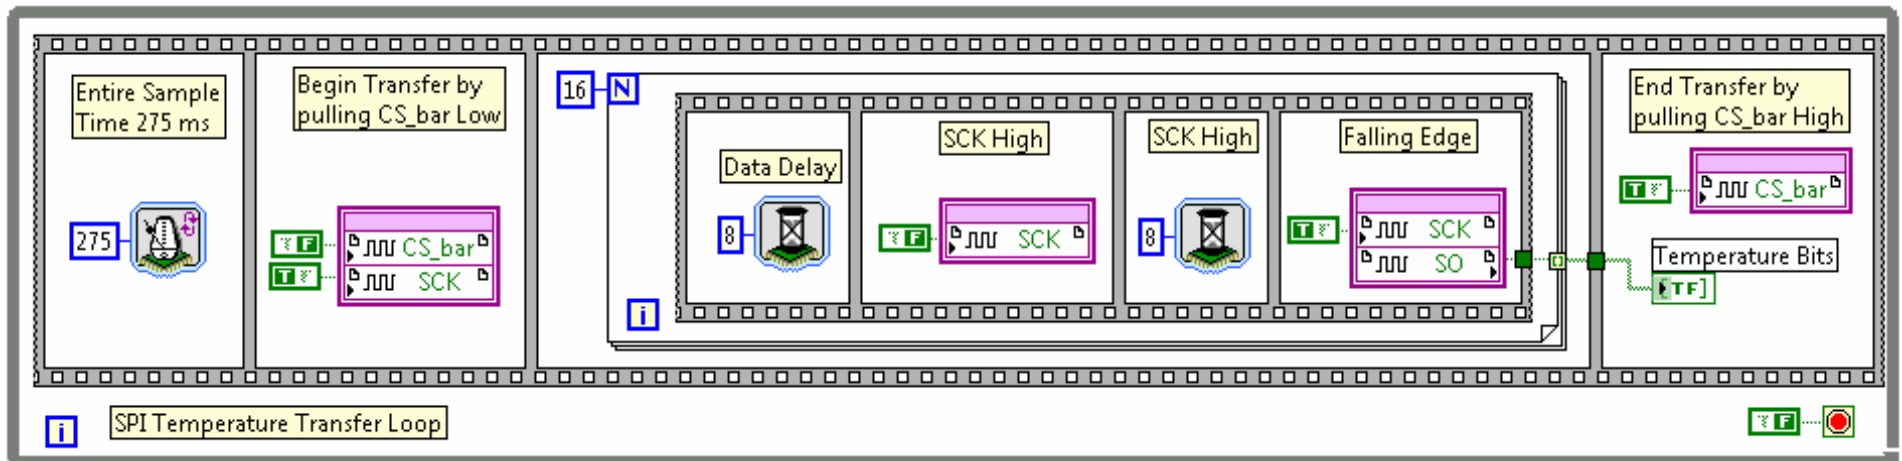 Entire Sample
Time 275 ms
275
Begin Transfer by
pulling CS_bar Low
F
T
CS_bar
SCK
16
N
Data Delay
8
SCK High
F
SCK
SCK High
8
Falling Edge
T
SCK
SO
i
End Transfer by
pulling CS_bar High
T
CS_bar
Temperature Bits
TF
i
SPI Temperature Transfer Loop
F